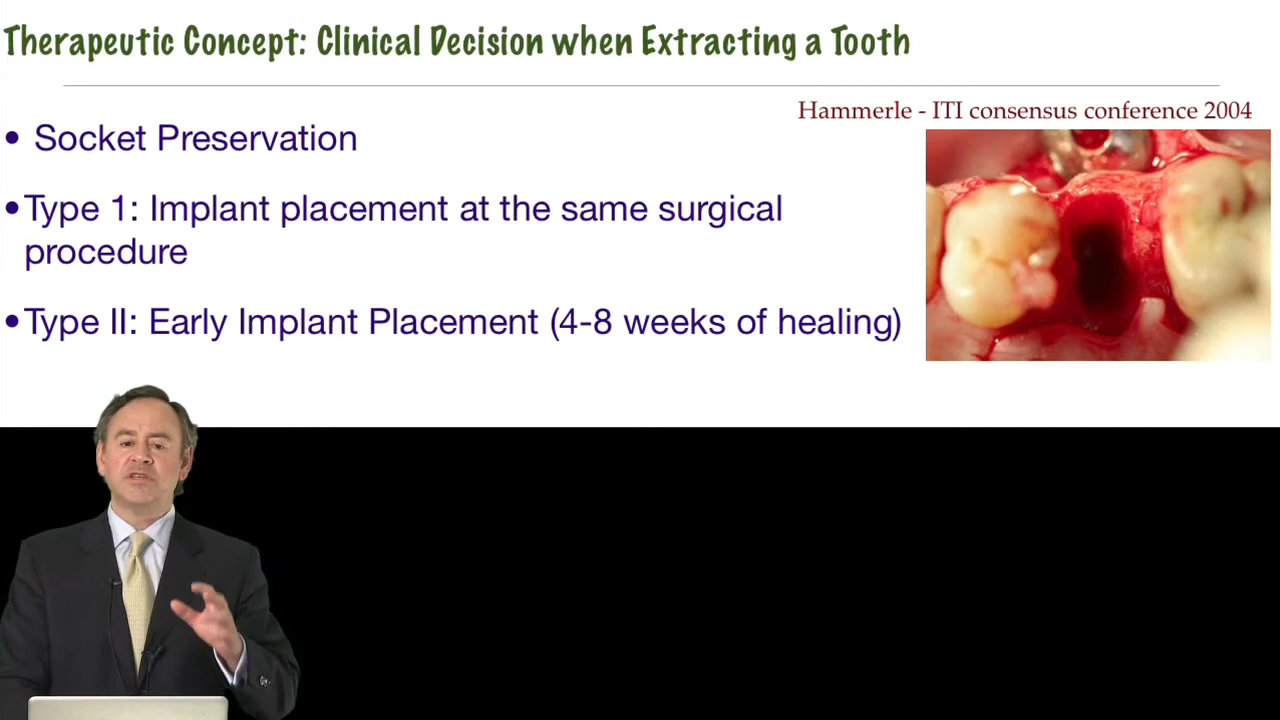 Therapeutic Concept: Clinical Decision when Extracting a Tooth
Hammerle - ITI consensus conference 2004
• Socket Preservation
• Type 1: Implant placement at the same surgical
procedure
• Type II: Early Implant Placement (4-8 weeks of healing)